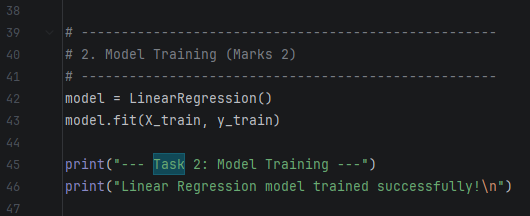 38
39 # -----------------------------------------------------
40 # 2. Model Training (Marks 2)
41 # -----------------------------------------------------
42 model = LinearRegression()
43 model.fit(X_train, y_train)
44
45 print("--- Task 2: Model Training ---")
46 print("Linear Regression model trained successfully!\n")
47